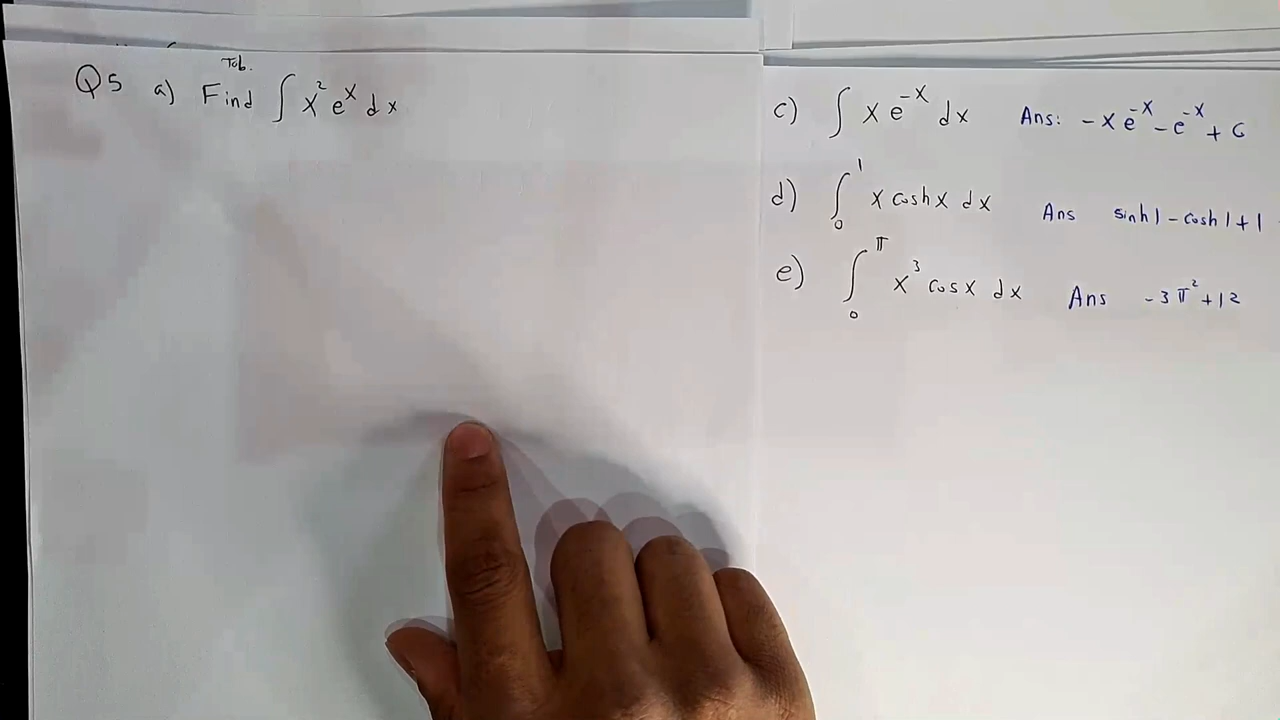 Tab.
Q5 a) Find ∫ x² eˣ dx
c) ∫ x e⁻ˣ dx Ans: -x e⁻ˣ - e⁻ˣ + C
d) ∫₀¹ x cosh x dx Ans sinh 1 - cosh 1 + 1
e) ∫₀^π x³ cos x dx Ans -3π² + 12